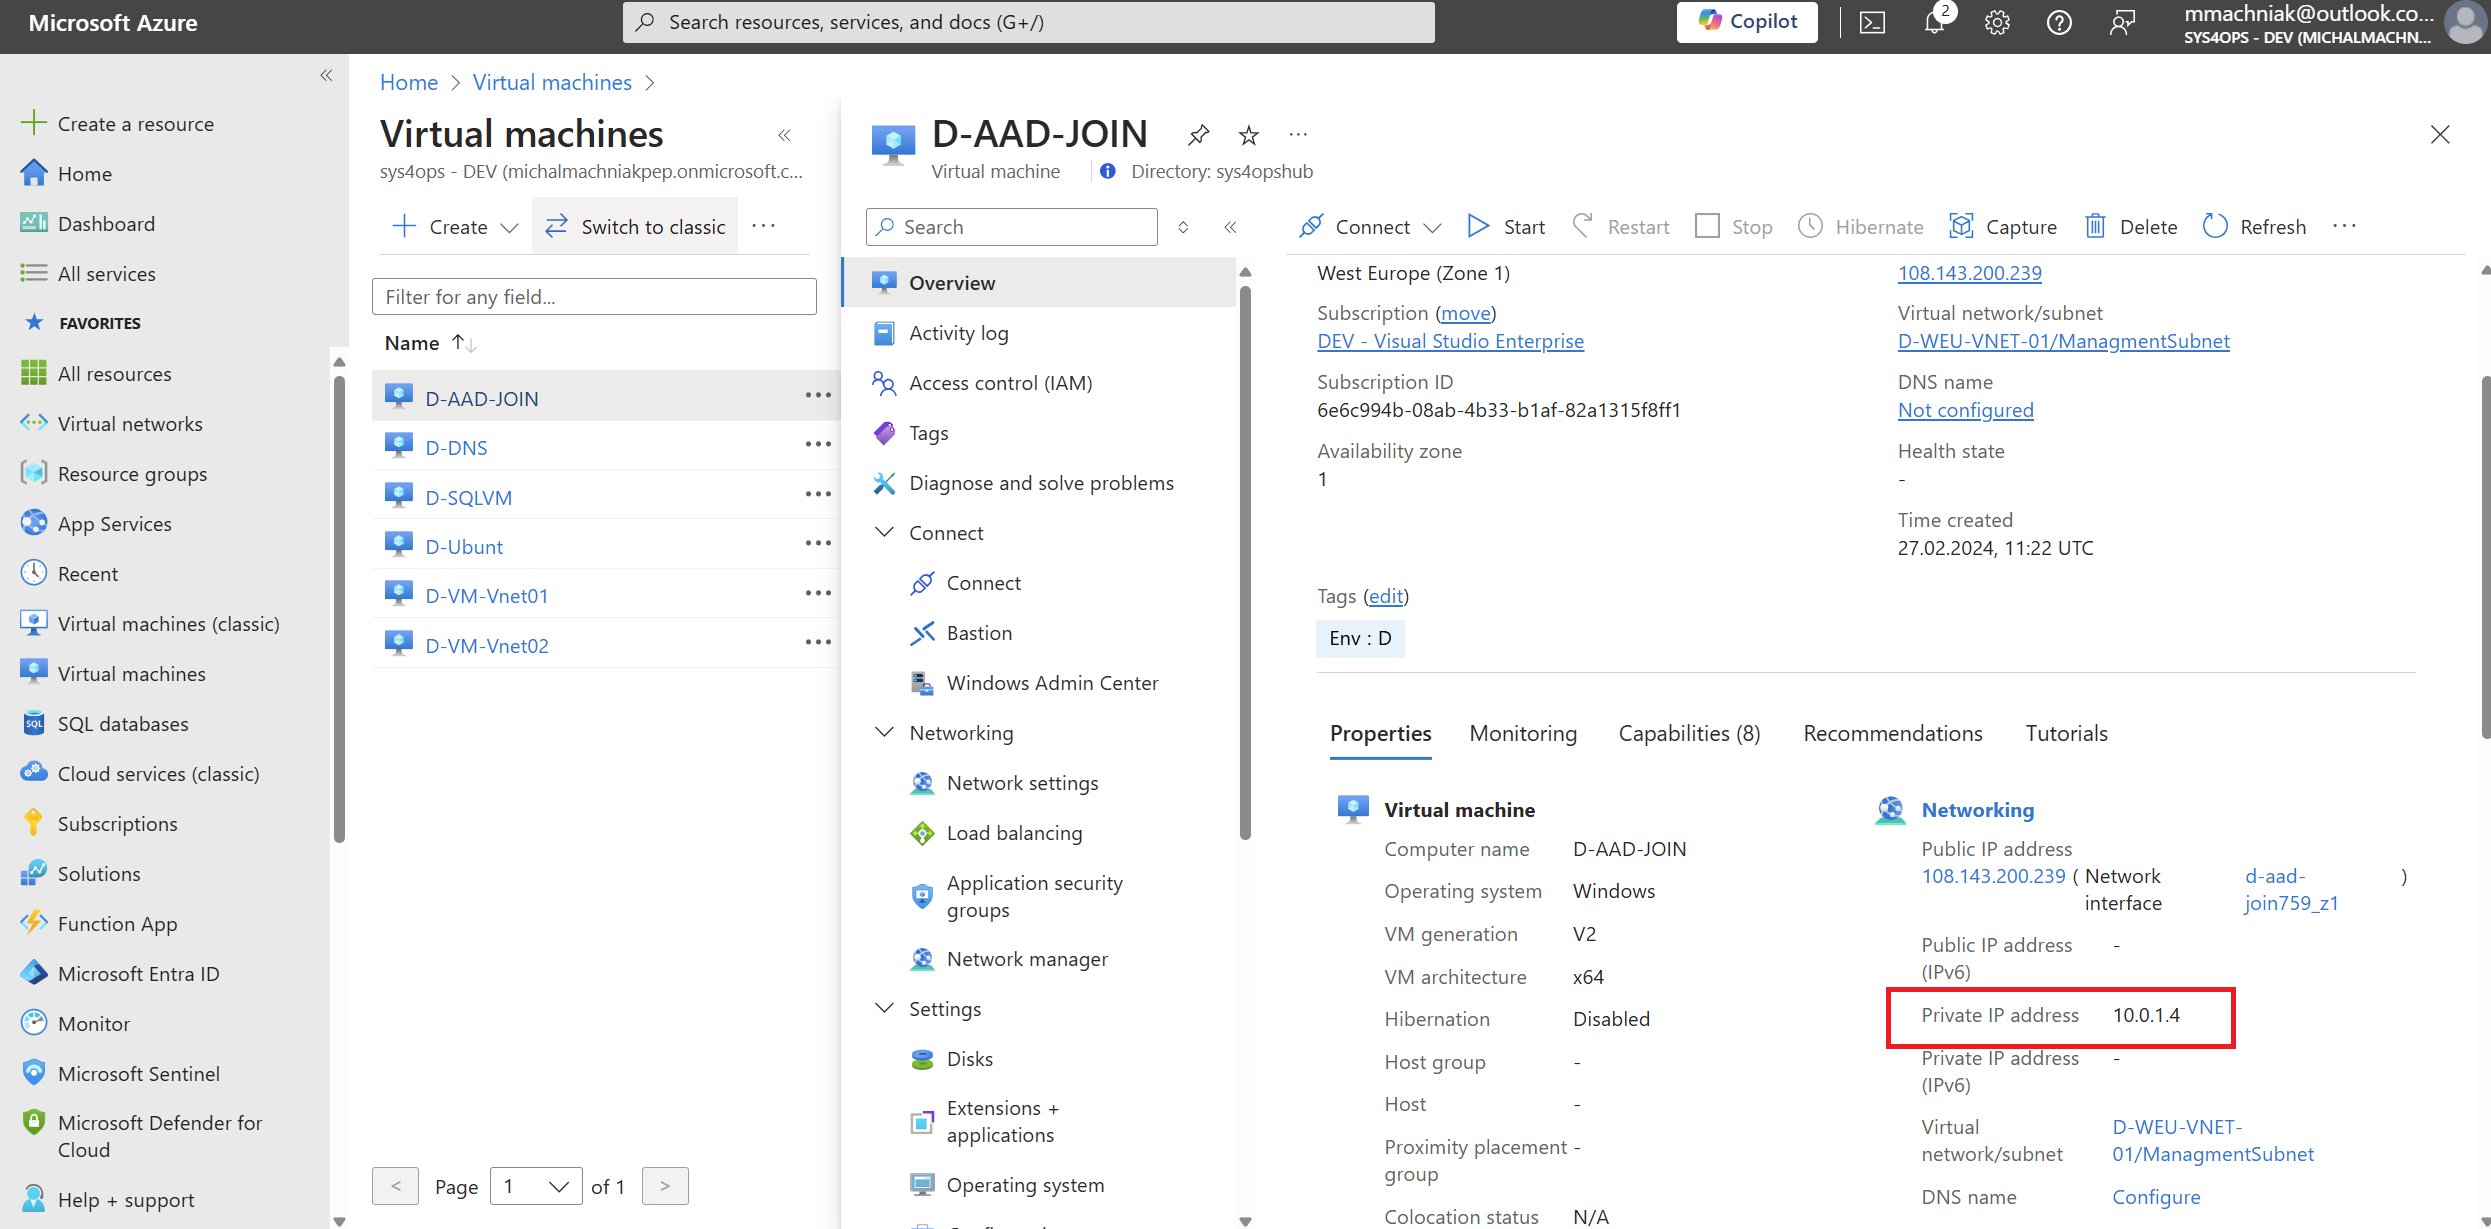 Microsoft Azure
Search resources, services, and docs (G+/)
Copilot
2
mmachniak@outlook.co...
SYS4OPS - DEV (MICHALMACHN...
Create a resource
Home
Dashboard
All services
FAVORITES
All resources
Virtual networks
Resource groups
App Services
Recent
Virtual machines (classic)
Virtual machines
SQL databases
Cloud services (classic)
Subscriptions
Solutions
Function App
Microsoft Entra ID
Monitor
Microsoft Sentinel
Microsoft Defender for
Cloud
Help + support
Home > Virtual machines >
Virtual machines
sys4ops - DEV (michalmachniakpep.onmicrosoft.c...
Create
Switch to classic
Filter for any field...
Name
D-AAD-JOIN
D-DNS
D-SQLVM
D-Ubunt
D-VM-Vnet01
D-VM-Vnet02
< Page 1 of 1 >
D-AAD-JOIN
Virtual machine
Directory: sys4opshub
Search
Overview
Activity log
Access control (IAM)
Tags
Diagnose and solve problems
Connect
Connect
Bastion
Windows Admin Center
Networking
Network settings
Load balancing
Application security
groups
Network manager
Settings
Disks
Extensions +
applications
Operating system
Connect Start Restart Stop Hibernate Capture Delete Refresh
West Europe (Zone 1)
Subscription (move)
DEV - Visual Studio Enterprise
Subscription ID
6e6c994b-08ab-4b33-b1af-82a1315f8ff1
Availability zone
1
108.143.200.239
Virtual network/subnet
D-WEU-VNET-01/ManagmentSubnet
DNS name
Not configured
Health state
-
Time created
27.02.2024, 11:22 UTC
Tags (edit)
Env : D
Properties Monitoring Capabilities (8) Recommendations Tutorials
Virtual machine
Computer name D-AAD-JOIN
Operating system Windows
VM generation V2
VM architecture x64
Hibernation Disabled
Host group -
Host -
Proximity placement -
group
Colocation status N/A
Networking
Public IP address
108.143.200.239 ( Network d-aad- )
interface join759_z1
Public IP address -
(IPv6)
Private IP address 10.0.1.4
Private IP address -
(IPv6)
Virtual D-WEU-VNET-
network/subnet 01/ManagmentSubnet
DNS name Configure